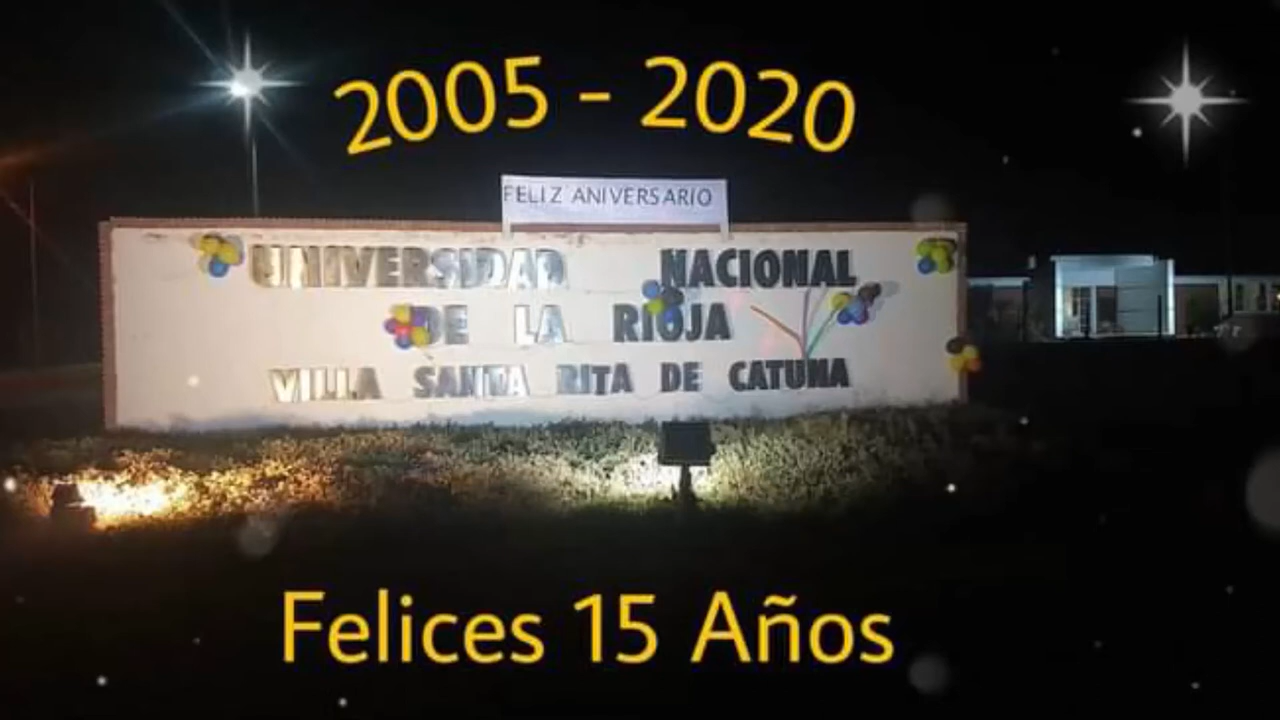 2005 - 2020
FELIZ ANIVERSARIO
UNIVERSIDAD NACIONAL
DE LA RIOJA
VILLA SANTA RITA DE CATUNA
Felices 15 Años